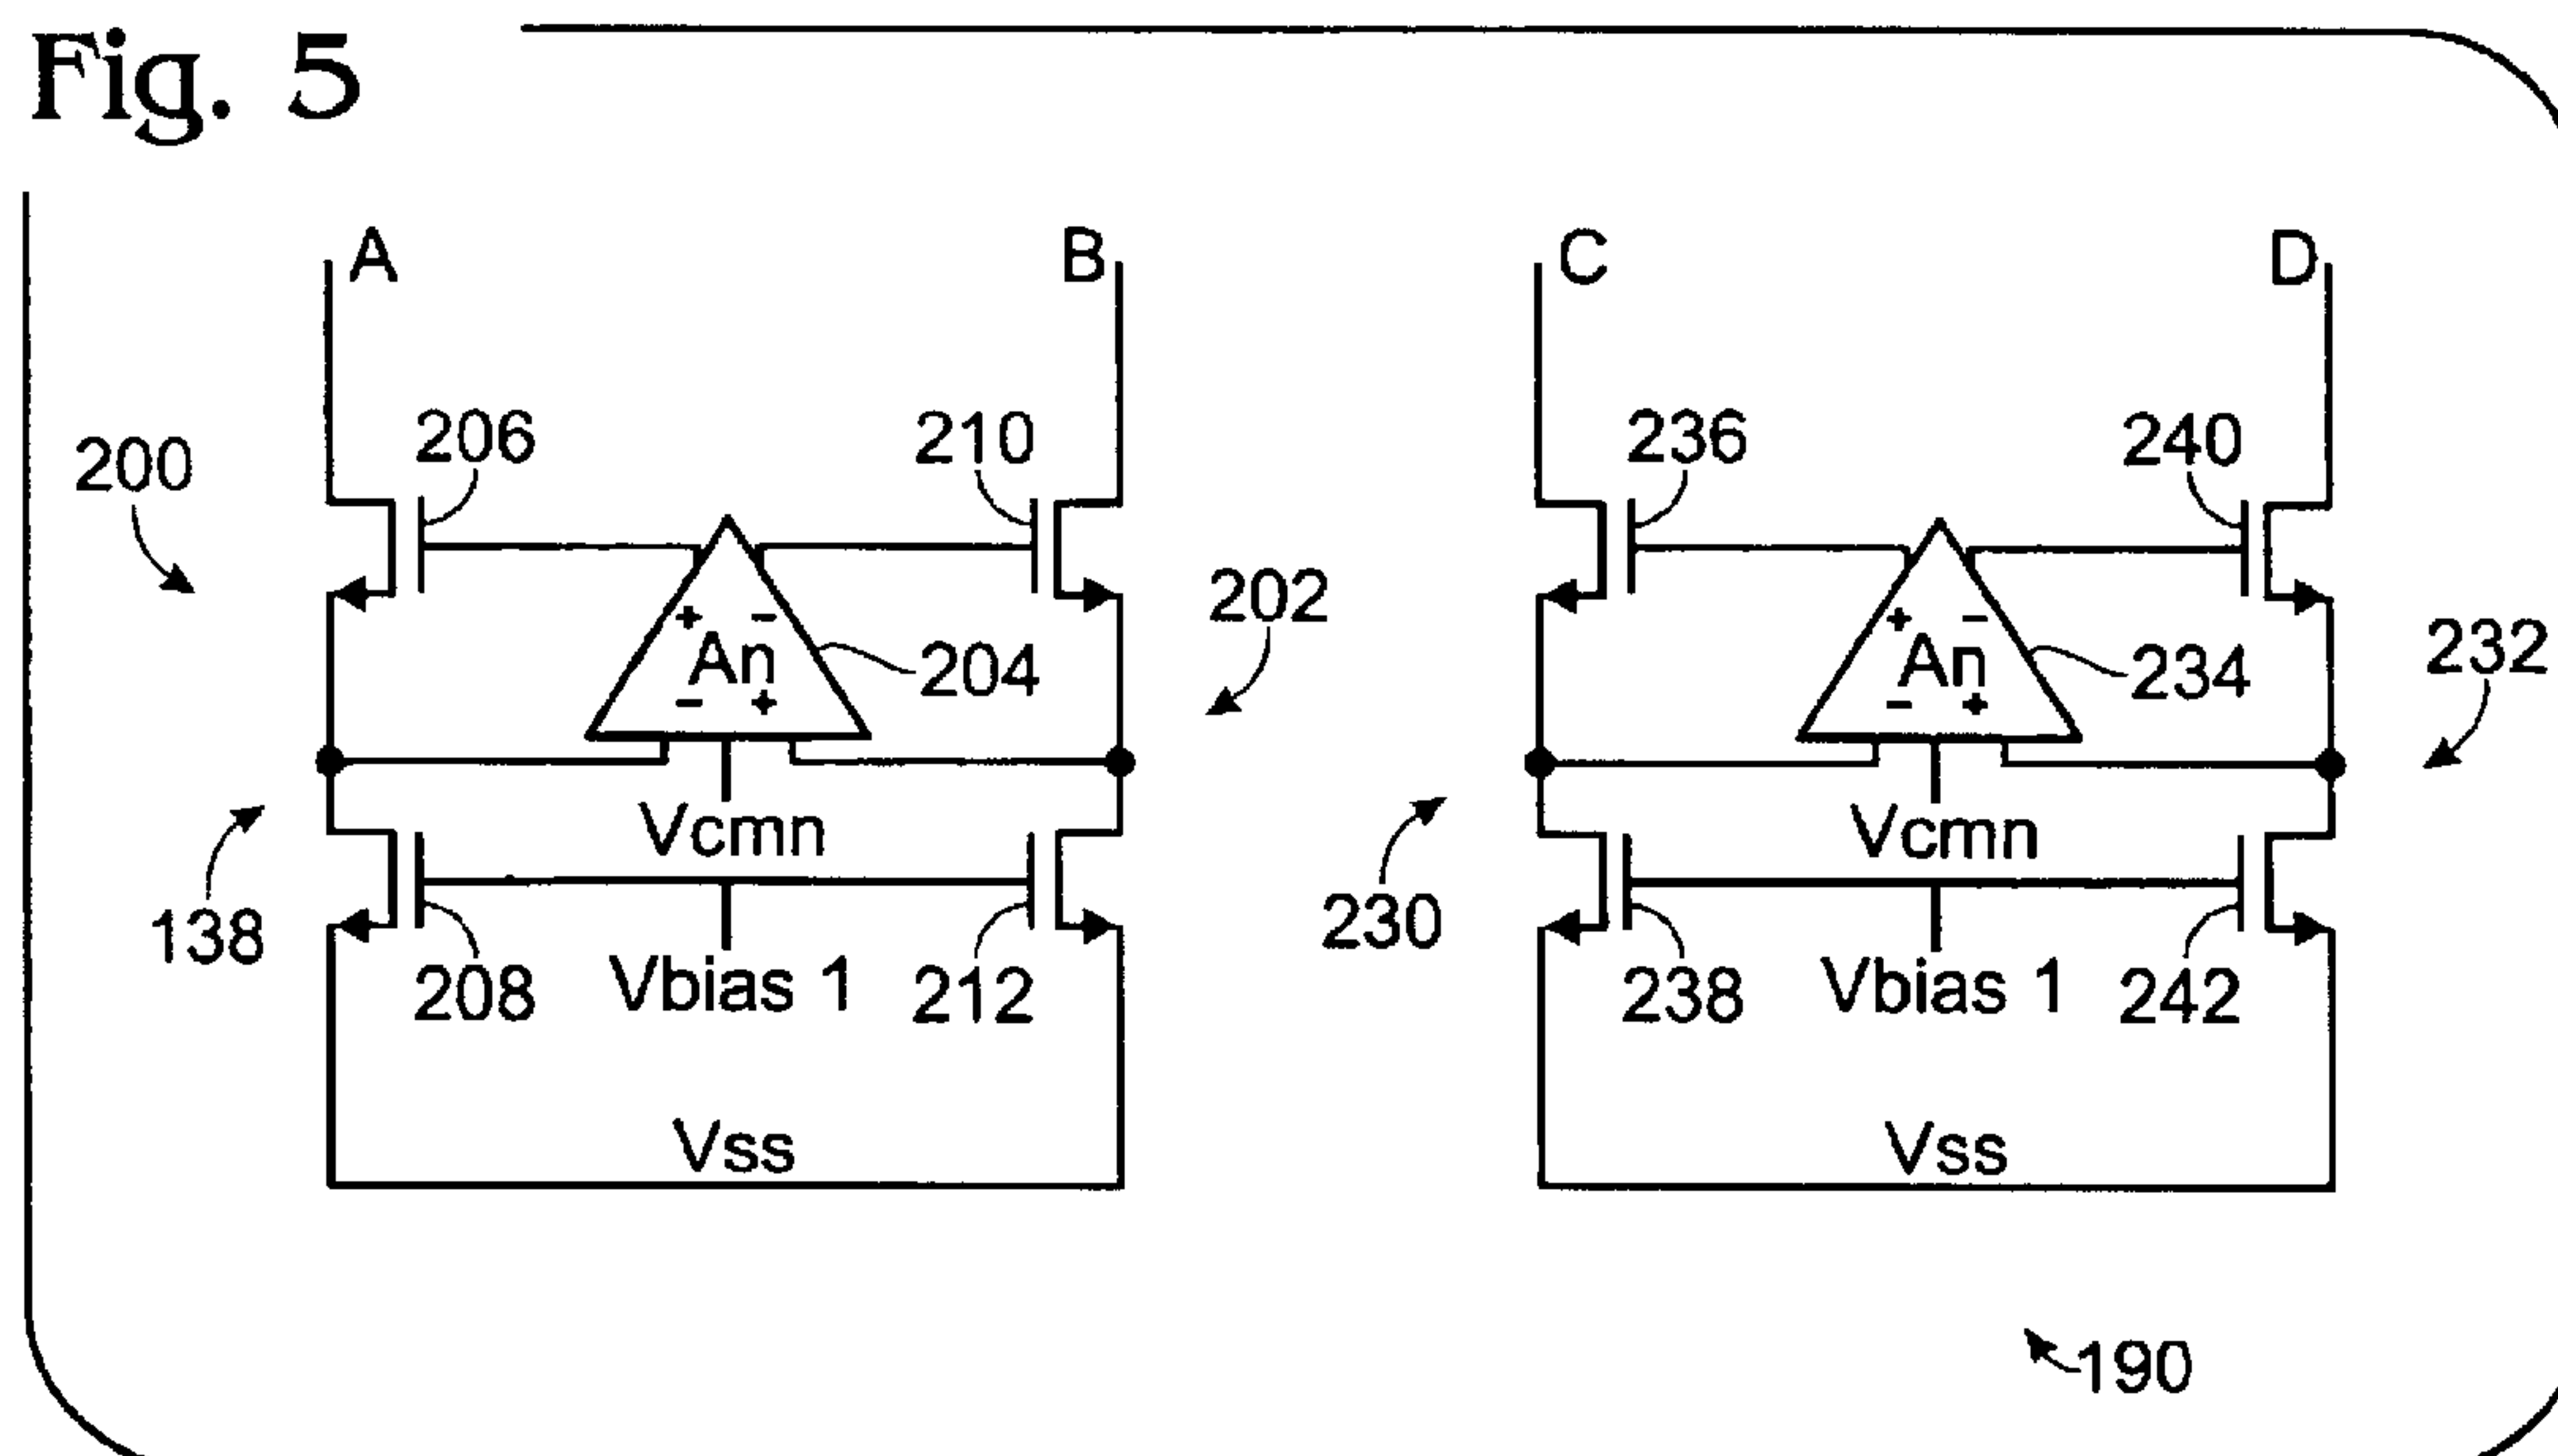 Fig. 5
A
B
C
D
200
206
210
236
240
202
232
+ −
An
− +
204
+ −
An
− +
234
138
Vcmn
230
Vcmn
208
Vbias 1
212
238
Vbias 1
242
Vss
Vss
190